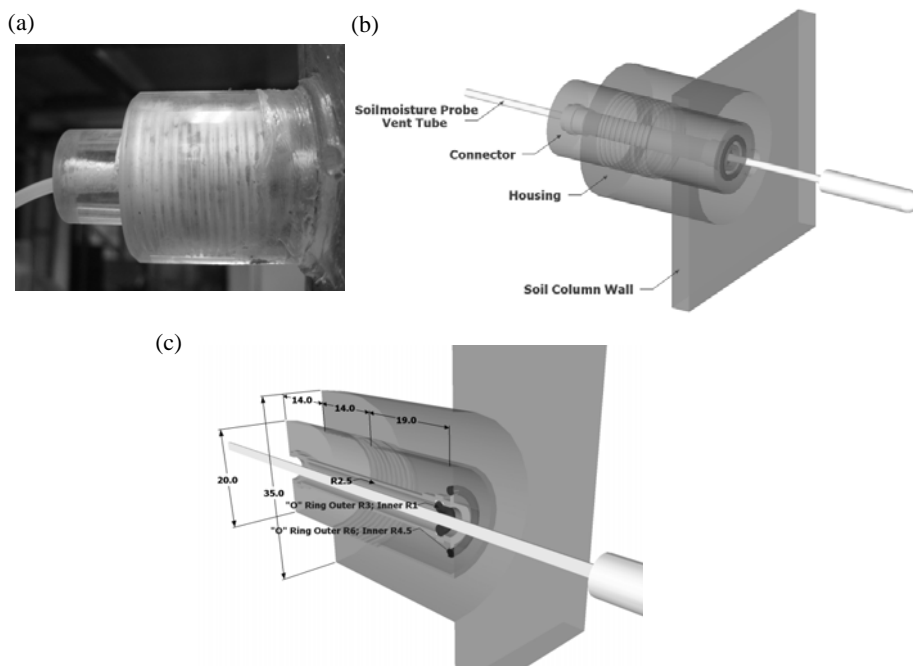 (a)
(b)
Soilmoisture Probe
Vent Tube
Connector
Housing
Soil Column Wall
(c)
14.0
14.0
19.0
20.0
35.0
R2.5
"O" Ring Outer R3; Inner R1
"O" Ring Outer R6; Inner R4.5